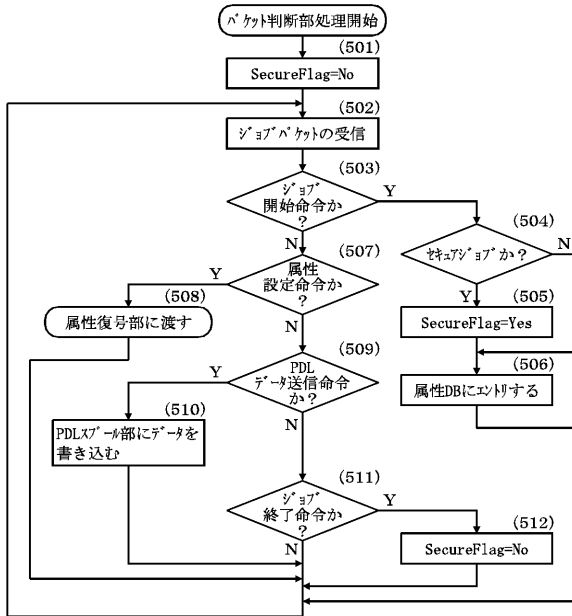 パケット判断部処理開始
(501)
SecureFlag=No
(502)
ジョブパケットの受信
(503)
ジョブ
開始命令か
?
Y
N
(504)
セキュアジョブか?
N
Y
(507)
属性
設定命令か
?
Y
N
(508)
属性復号部に渡す
(505)
SecureFlag=Yes
(506)
属性DBにエントリする
(509)
PDL
データ送信命令
か?
Y
N
(510)
PDLスプール部にデータを
書き込む
(511)
ジョブ
終了命令か
?
Y
N
(512)
SecureFlag=No